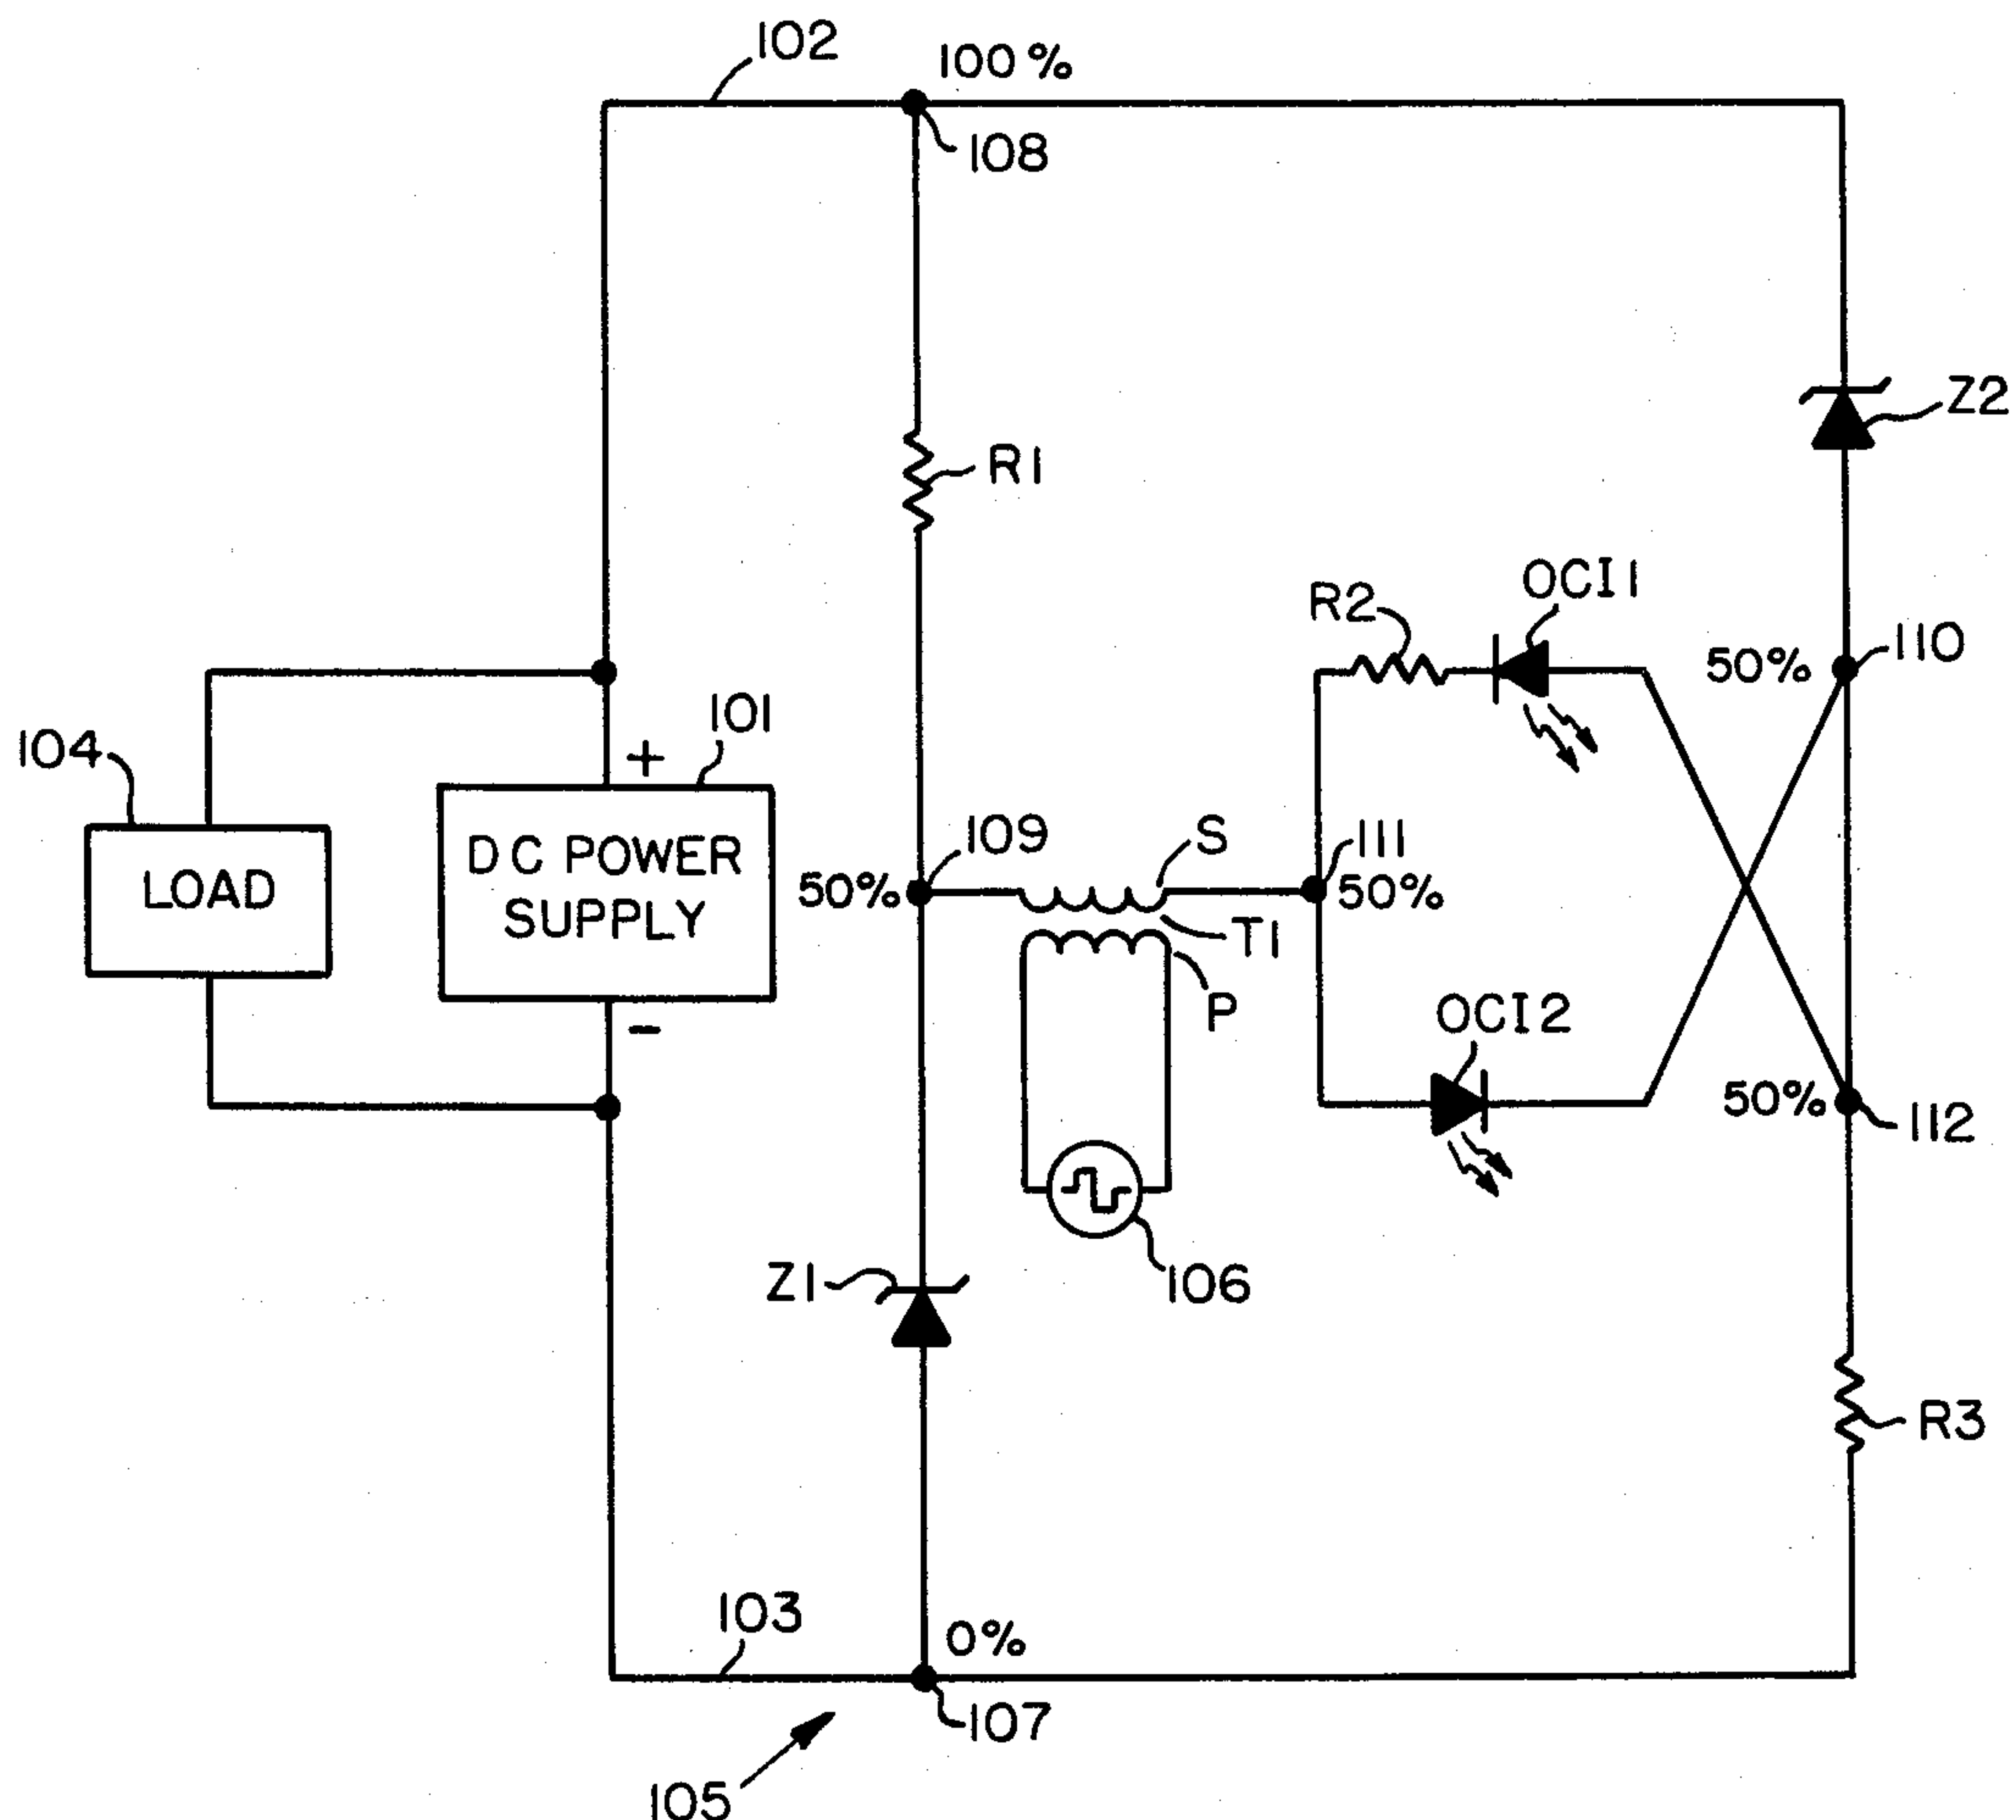 102
100%
108
Z2
R1
OCI1
R2
110
50%
101
104
+
109
S
111
DC POWER
SUPPLY
LOAD
50%
50%
T1
P
OCI2
-
50%
112
Z1
106
R3
103
0%
107
105